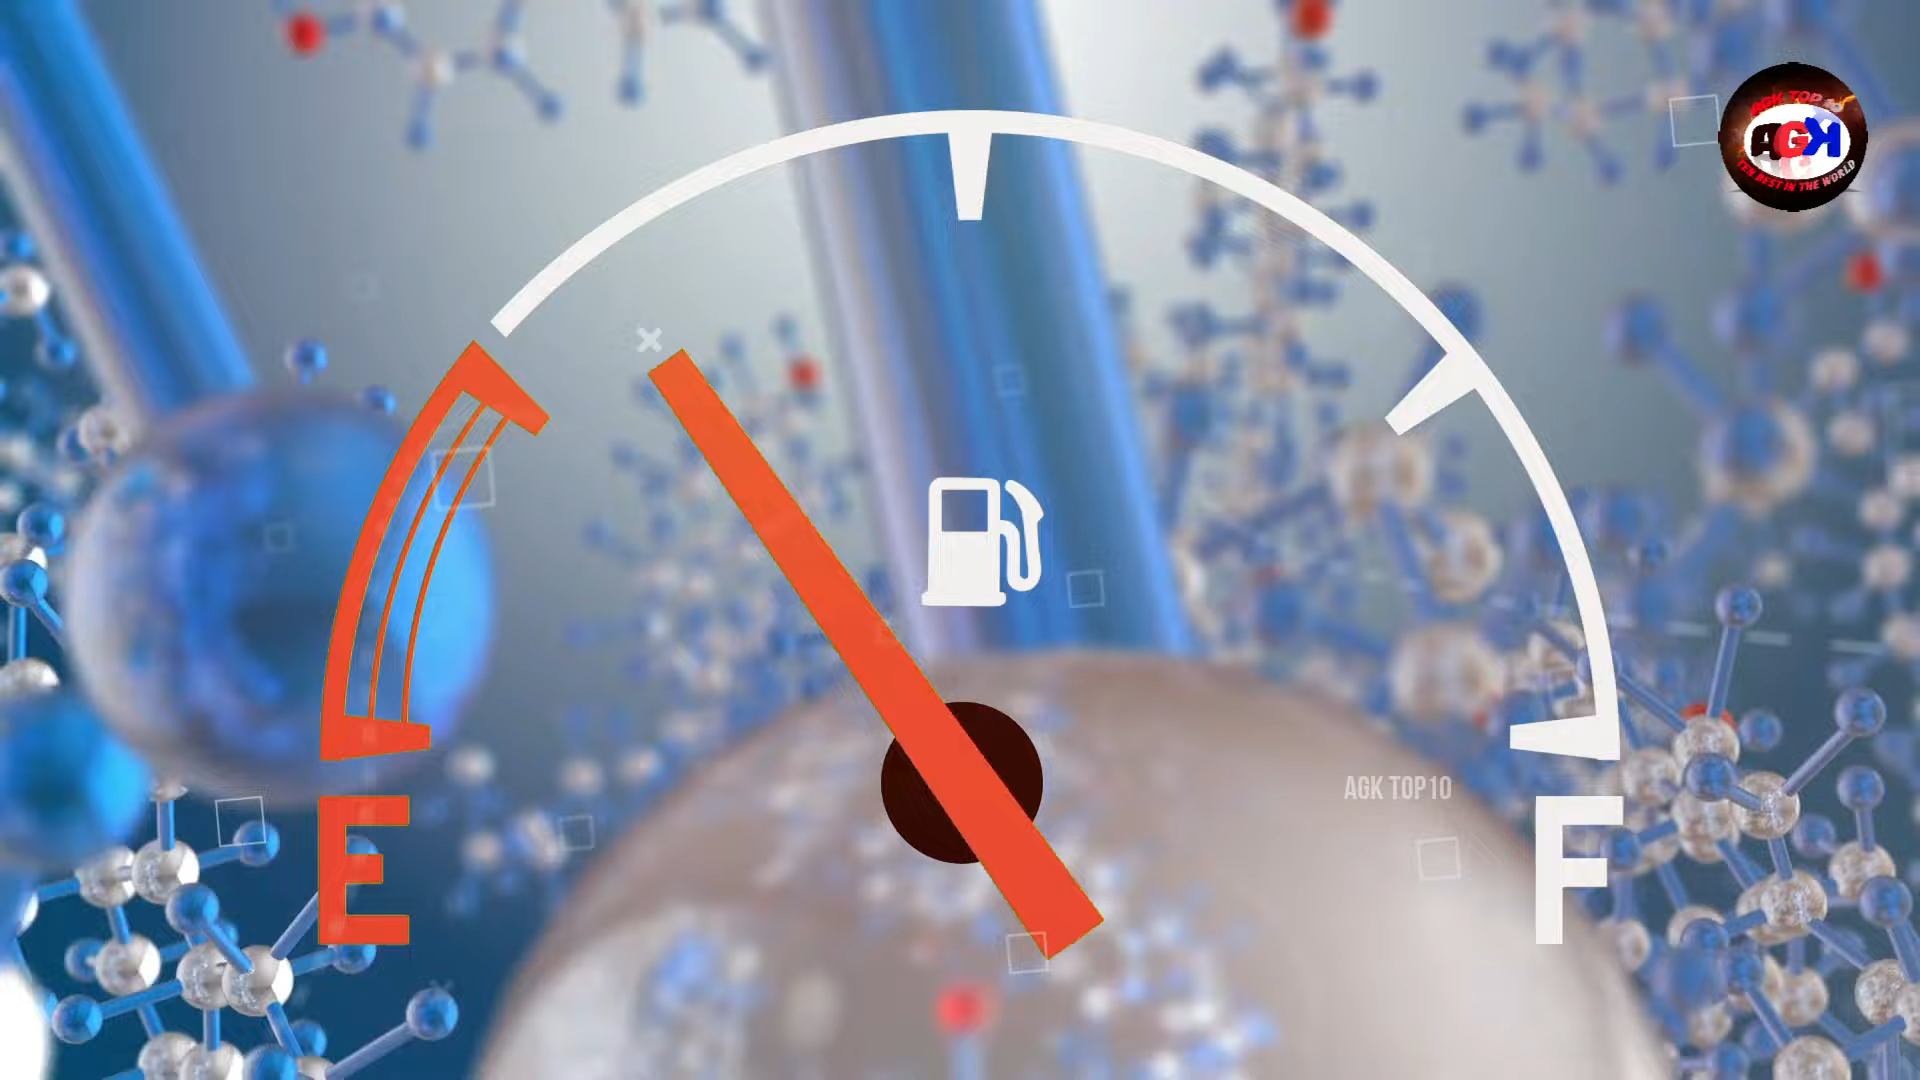 AGK TOP 10
AGK
TEN BEST IN THE WORLD
AGK TOP10
E
F